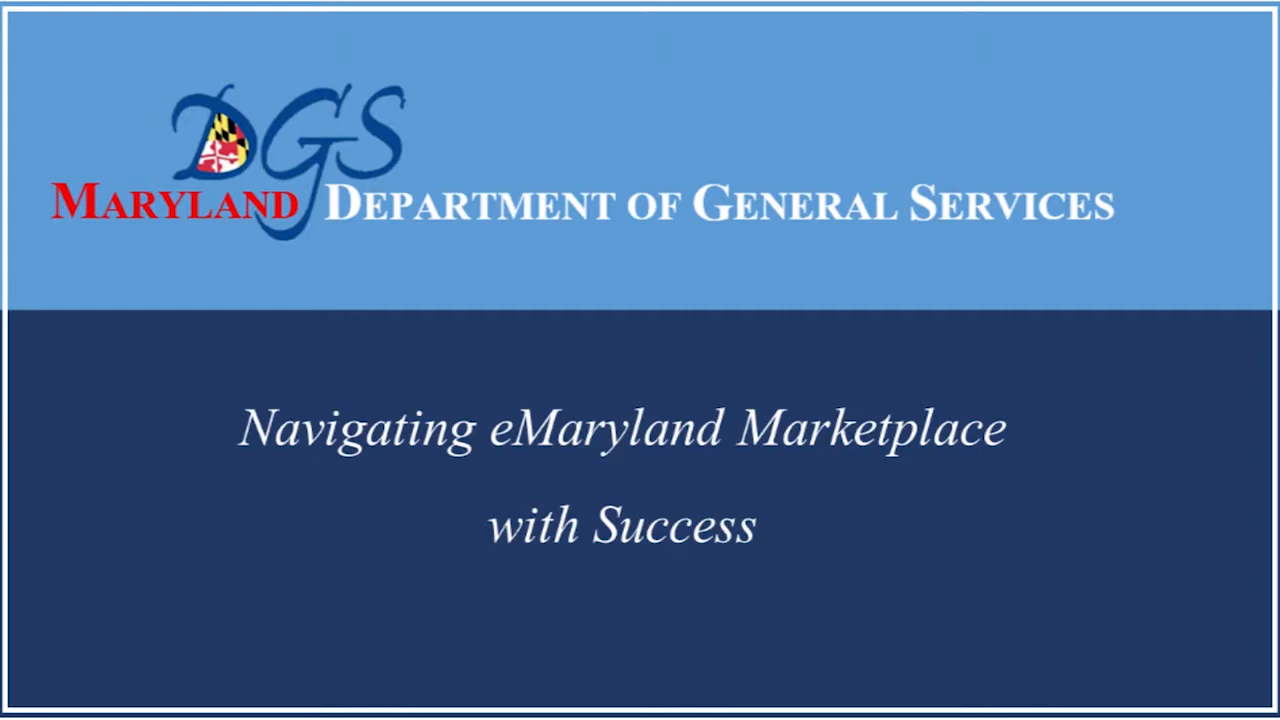 DGS
MARYLAND DEPARTMENT OF GENERAL SERVICES
Navigating eMaryland Marketplace
with Success